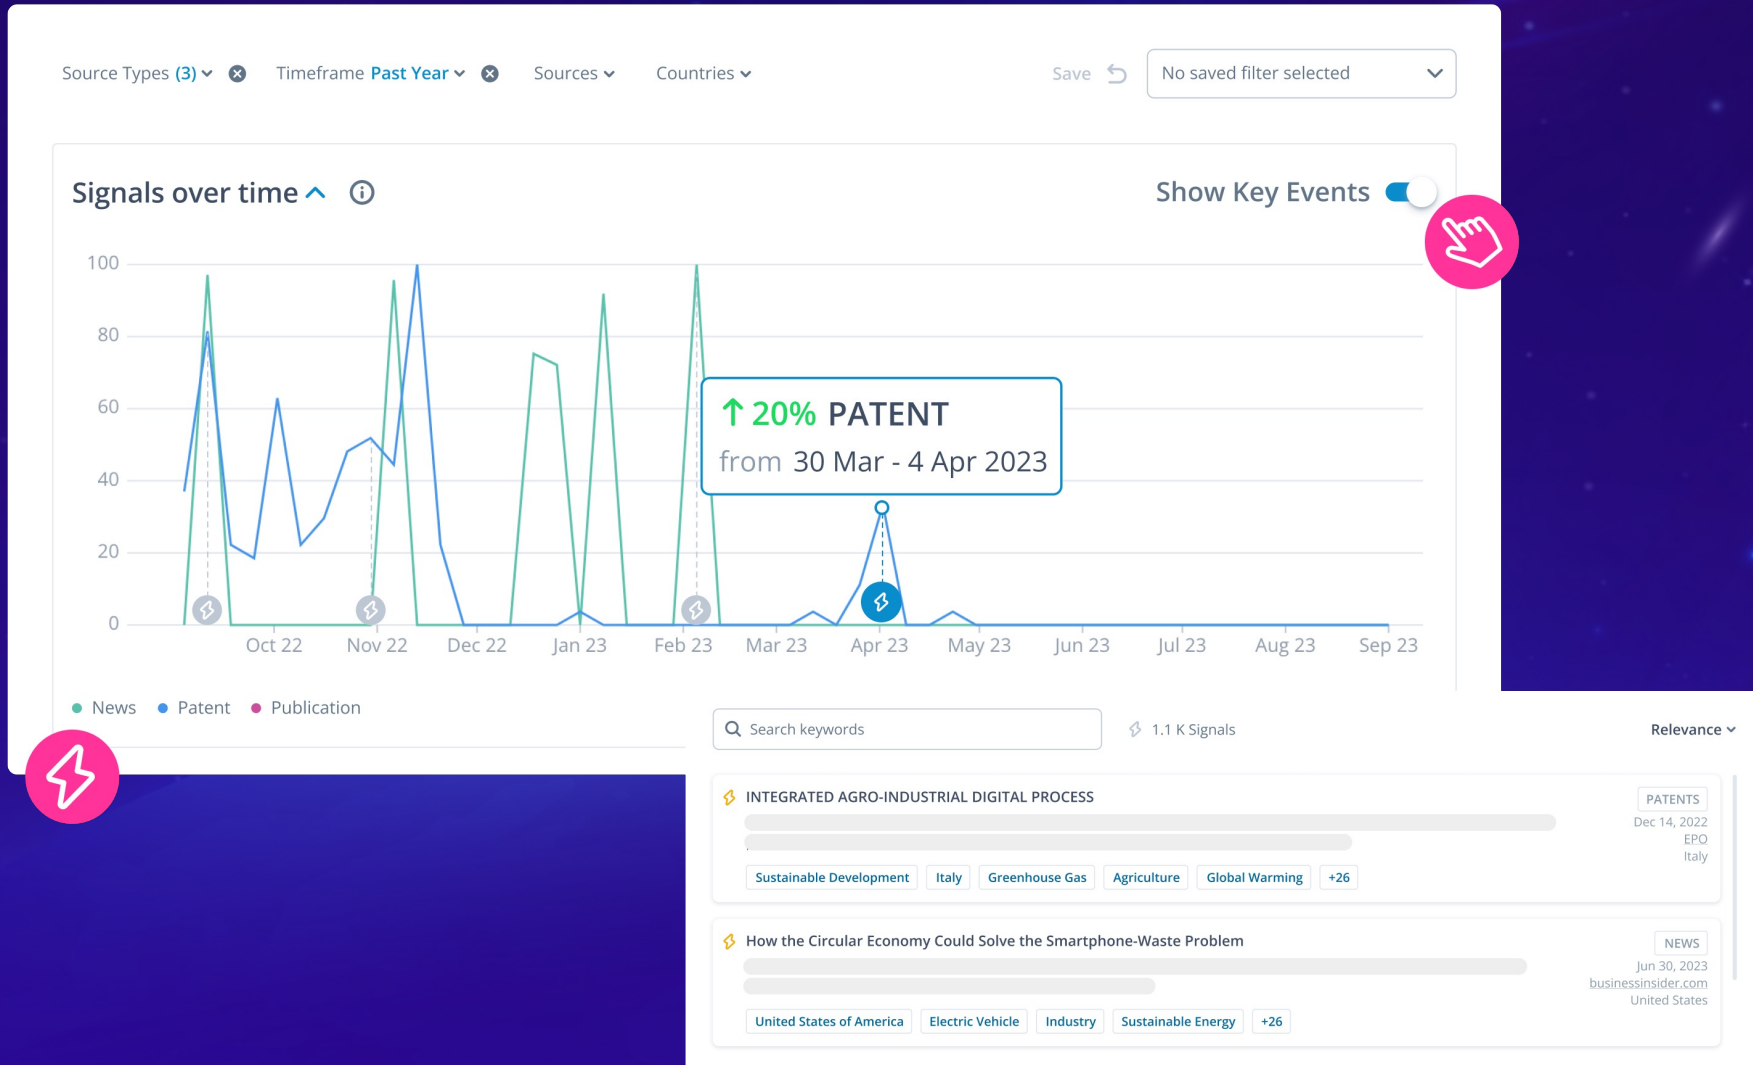 Source Types (3) Timeframe Past Year Sources Countries Save No saved filter selected
Signals over time Show Key Events
100
80
60
40
20
0
↑ 20% PATENT
from 30 Mar - 4 Apr 2023
Oct 22 Nov 22 Dec 22 Jan 23 Feb 23 Mar 23 Apr 23 May 23 Jun 23 Jul 23 Aug 23 Sep 23
News Patent Publication
Search keywords 1.1 K Signals Relevance
INTEGRATED AGRO-INDUSTRIAL DIGITAL PROCESS
PATENTS
Dec 14, 2022
EPO
Italy
Sustainable Development Italy Greenhouse Gas Agriculture Global Warming +26
How the Circular Economy Could Solve the Smartphone-Waste Problem
NEWS
Jun 30, 2023
businessinsider.com
United States
United States of America Electric Vehicle Industry Sustainable Energy +26